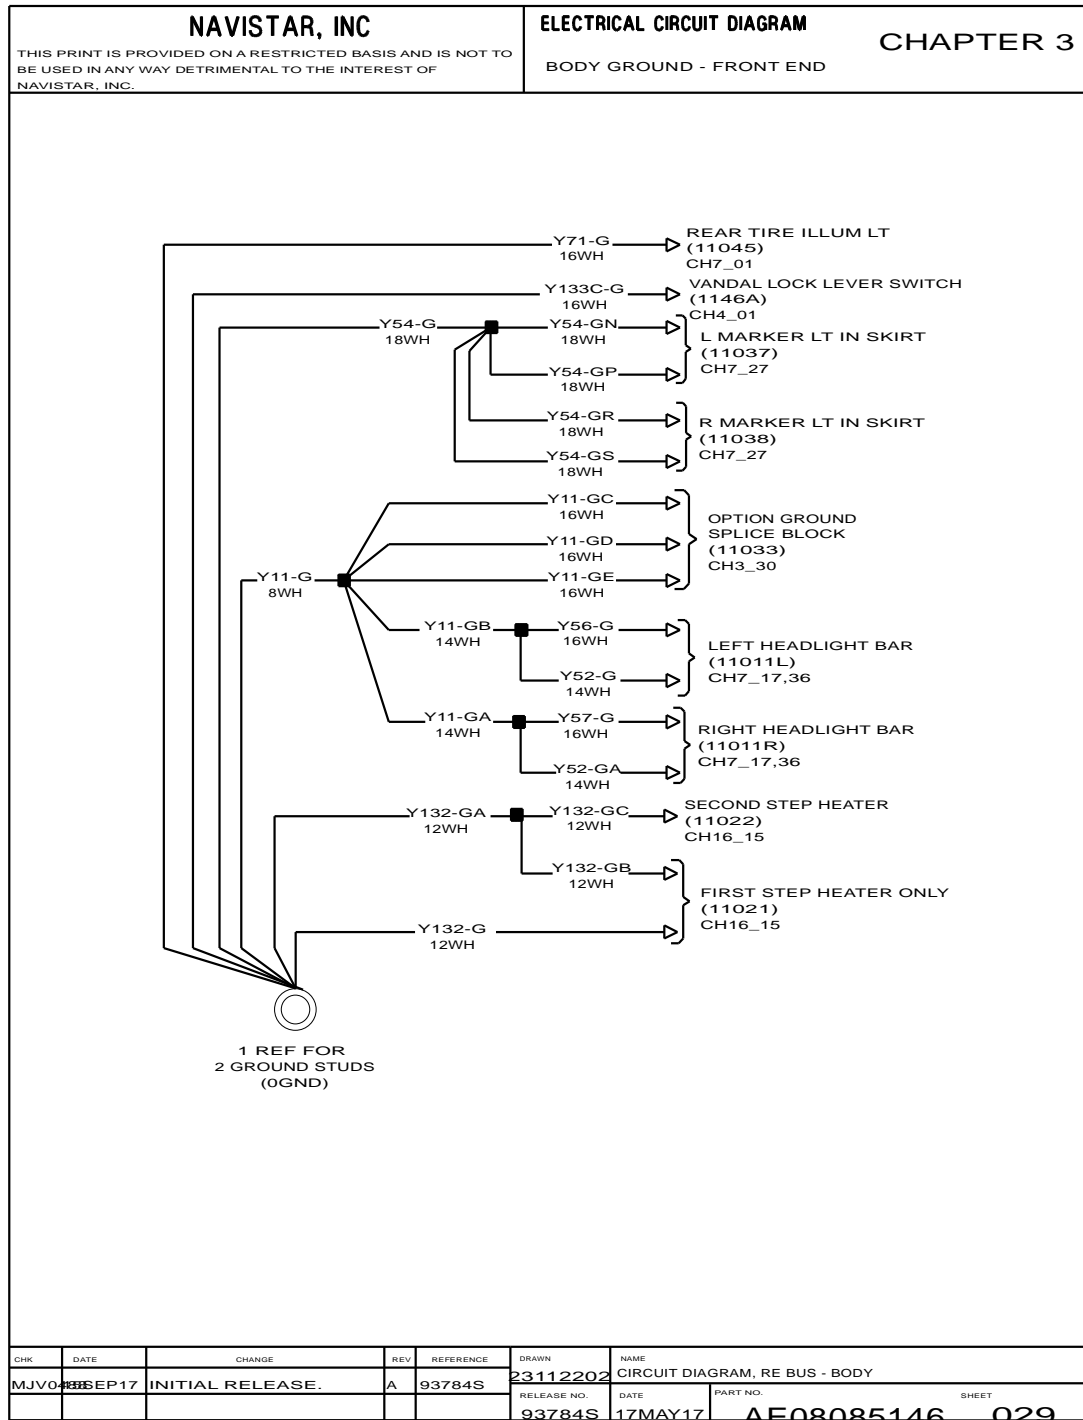 NAVISTAR, INC
THIS PRINT IS PROVIDED ON A RESTRICTED BASIS AND IS NOT TO
BE USED IN ANY WAY DETRIMENTAL TO THE INTEREST OF
NAVISTAR, INC.
ELECTRICAL CIRCUIT DIAGRAM
BODY GROUND - FRONT END
CHAPTER 3
Y71-G
16WH
REAR TIRE ILLUM LT
(11045)
CH7_01
Y133C-G
16WH
VANDAL LOCK LEVER SWITCH
(1146A)
CH4_01
Y54-G
18WH
Y54-GN
18WH
Y54-GP
18WH
L MARKER LT IN SKIRT
(11037)
CH7_27
Y54-GR
18WH
Y54-GS
18WH
R MARKER LT IN SKIRT
(11038)
CH7_27
Y11-GC
16WH
Y11-GD
16WH
Y11-GE
16WH
OPTION GROUND
SPLICE BLOCK
(11033)
CH3_30
Y11-G
8WH
Y11-GB
14WH
Y56-G
16WH
Y52-G
14WH
LEFT HEADLIGHT BAR
(11011L)
CH7_17,36
Y11-GA
14WH
Y57-G
16WH
Y52-GA
14WH
RIGHT HEADLIGHT BAR
(11011R)
CH7_17,36
Y132-GA
12WH
Y132-GC
12WH
SECOND STEP HEATER
(11022)
CH16_15
Y132-GB
12WH
Y132-G
12WH
FIRST STEP HEATER ONLY
(11021)
CH16_15
1 REF FOR
2 GROUND STUDS
(0GND)
CHK DATE CHANGE REV REFERENCE
INITIAL RELEASE. A 93784S
DRAWN
23112202
NAME
CIRCUIT DIAGRAM, RE BUS - BODY
RELEASE NO.
93784S
DATE
17MAY17
PART NO.
AE08085146
SHEET
029